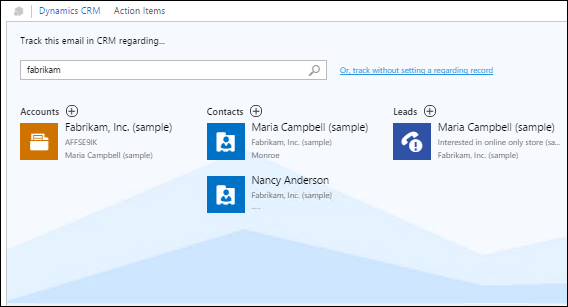 Dynamics CRM Action Items
Track this email in CRM regarding...
fabrikam
Or, track without setting a regarding record
Accounts
Fabrikam, Inc. (sample)
AFFSE9IK
Maria Campbell (sample)
Contacts
Maria Campbell (sample)
Fabrikam, Inc. (sample)
Monroe
Nancy Anderson
Fabrikam, Inc. (sample)
----
Leads
Maria Campbell (sample)
Interested in online only store (sa...
Fabrikam, Inc. (sample)